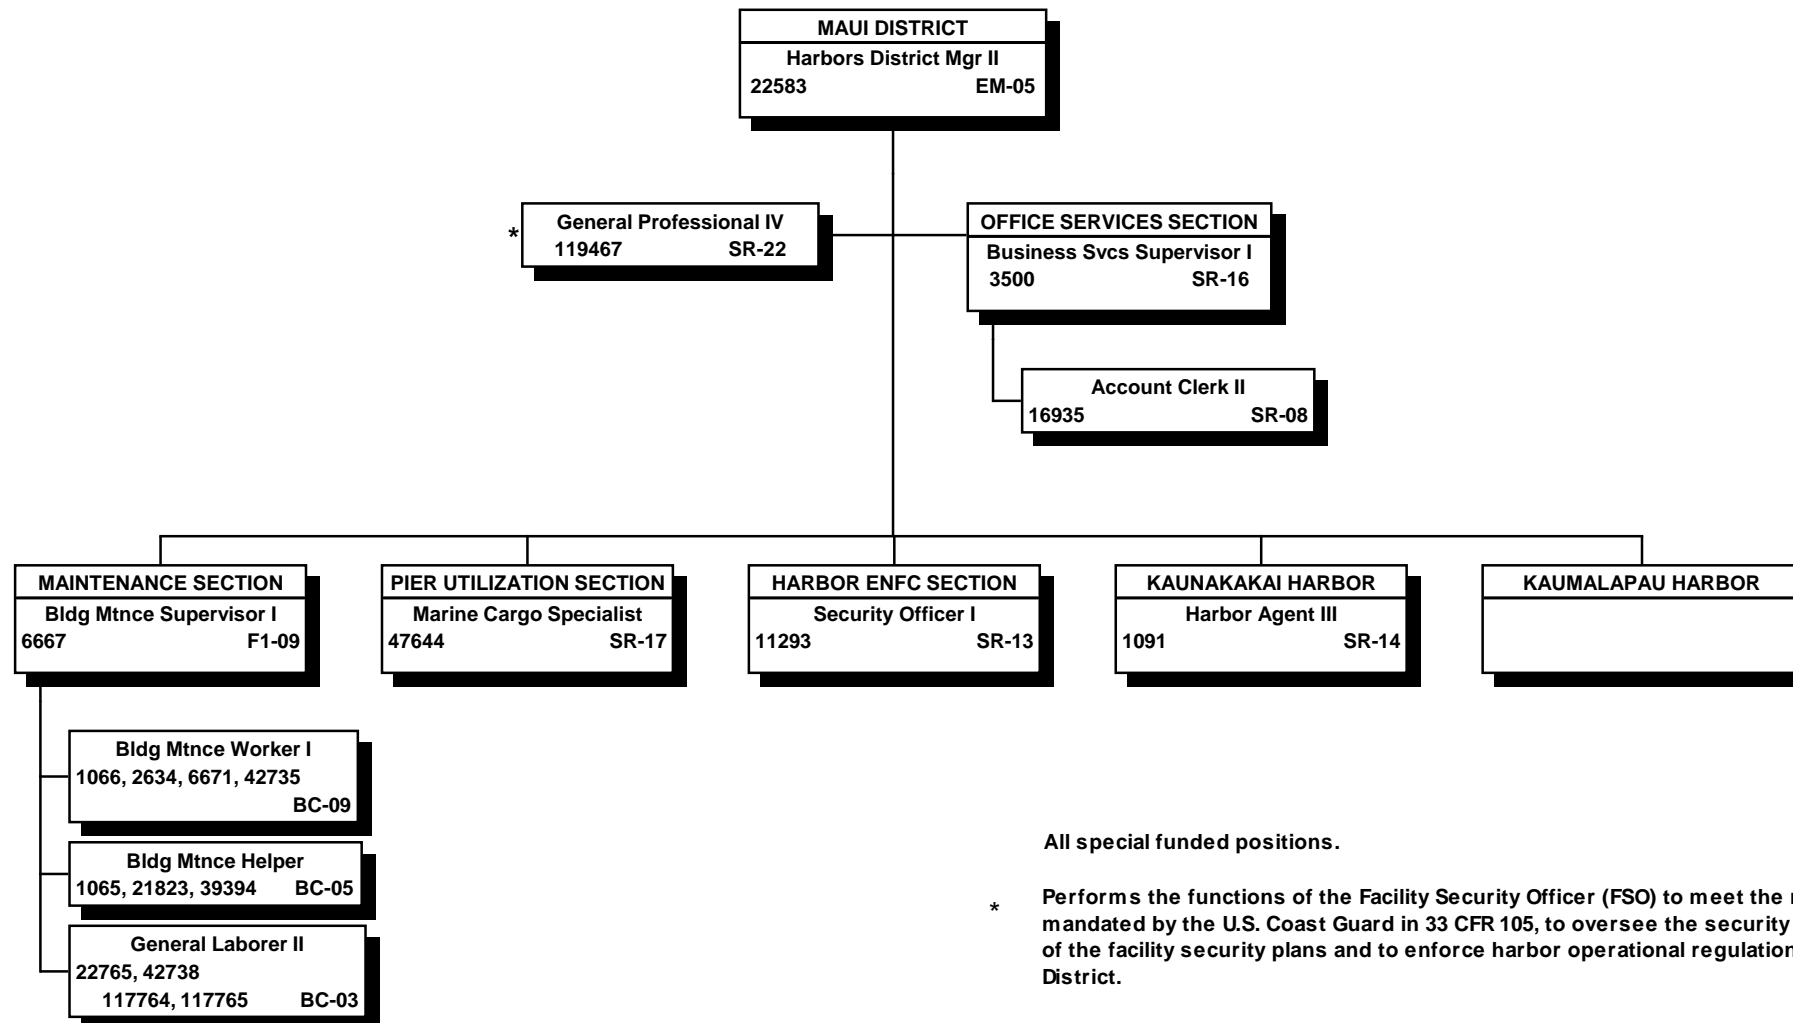 MAUI DISTRICT
Harbors District Mgr II
22583 EM-05
* General Professional IV
119467 SR-22
OFFICE SERVICES SECTION
Business Svcs Supervisor I
3500 SR-16
Account Clerk II
16935 SR-08
MAINTENANCE SECTION
Bldg Mtnce Supervisor I
6667 F1-09
PIER UTILIZATION SECTION
Marine Cargo Specialist
47644 SR-17
HARBOR ENFC SECTION
Security Officer I
11293 SR-13
KAUNAKAKAI HARBOR
Harbor Agent III
1091 SR-14
KAUMALAPAU HARBOR
Bldg Mtnce Worker I
1066, 2634, 6671, 42735
BC-09
Bldg Mtnce Helper
1065, 21823, 39394 BC-05
General Laborer II
22765, 42738
117764, 117765 BC-03
All special funded positions.
* Performs the functions of the Facility Security Officer (FSO) to meet the
mandated by the U.S. Coast Guard in 33 CFR 105, to oversee the security
of the facility security plans and to enforce harbor operational regulation
District.